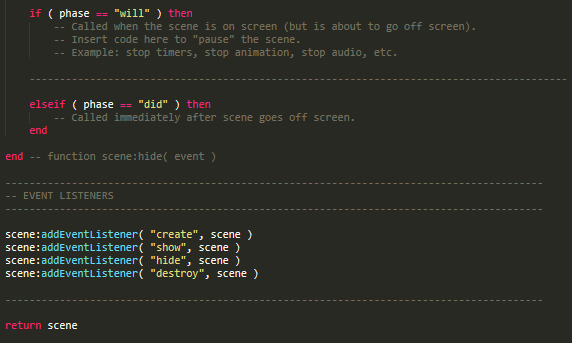 if ( phase == "will" ) then
-- Called when the scene is on screen (but is about to go off screen).
-- Insert code here to "pause" the scene.
-- Example: stop timers, stop animation, stop audio, etc.
------------------------------------------------------------------------------------------
elseif ( phase == "did" ) then
-- Called immediately after scene goes off screen.
end
end -- function scene:hide( event )
------------------------------------------------------------------------------------------
-- EVENT LISTENERS
------------------------------------------------------------------------------------------
scene:addEventListener( "create", scene )
scene:addEventListener( "show", scene )
scene:addEventListener( "hide", scene )
scene:addEventListener( "destroy", scene )
------------------------------------------------------------------------------------------
return scene